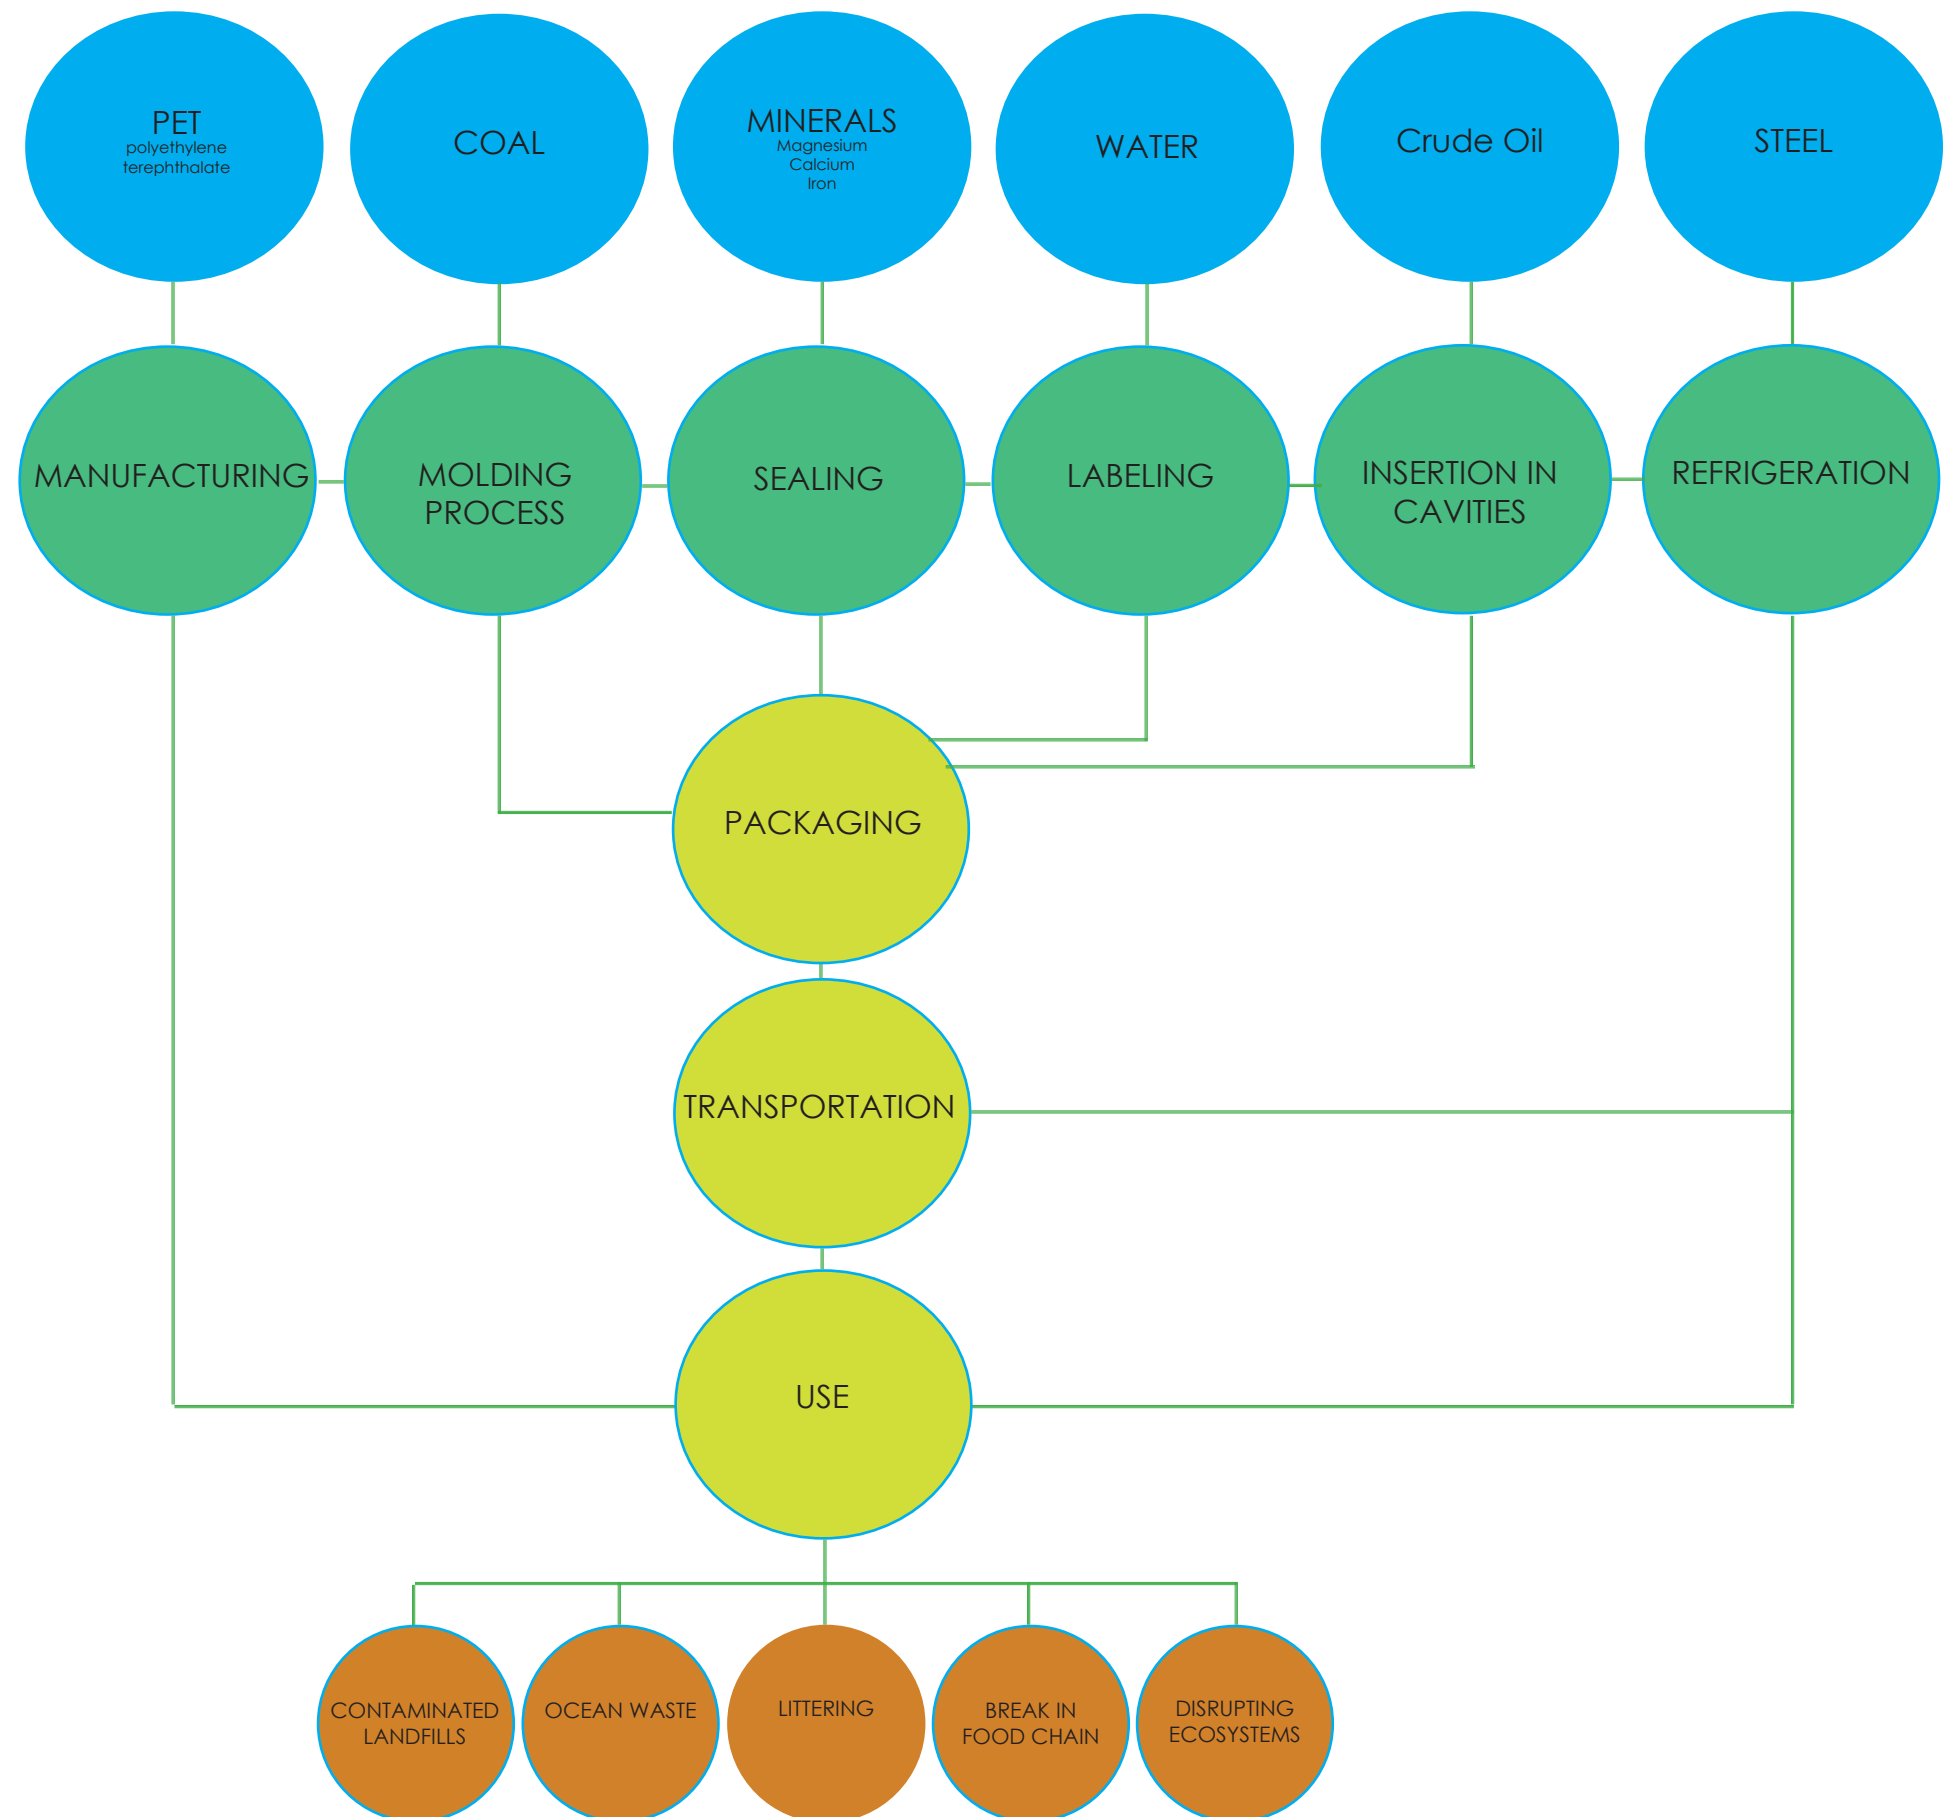 PET
polyethylene
terephthalate
COAL
MINERALS
Magnesium
Calcium
Iron
WATER
Crude Oil
STEEL
MANUFACTURING
MOLDING
PROCESS
SEALING
LABELING
INSERTION IN
CAVITIES
REFRIGERATION
PACKAGING
TRANSPORTATION
USE
CONTAMINATED
LANDFILLS
OCEAN WASTE
LITTERING
BREAK IN
FOOD CHAIN
DISRUPTING
ECOSYSTEMS